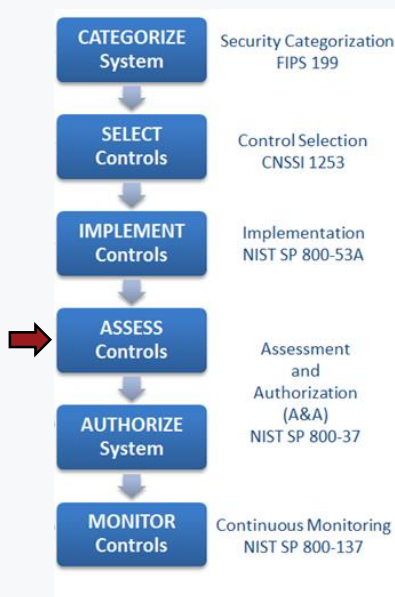 CATEGORIZE
System
Security Categorization
FIPS 199
SELECT
Controls
Control Selection
CNSSI 1253
IMPLEMENT
Controls
Implementation
NIST SP 800-53A
ASSESS
Controls
Assessment
and
Authorization
(A&A)
NIST SP 800-37
AUTHORIZE
System
MONITOR
Controls
Continuous Monitoring
NIST SP 800-137